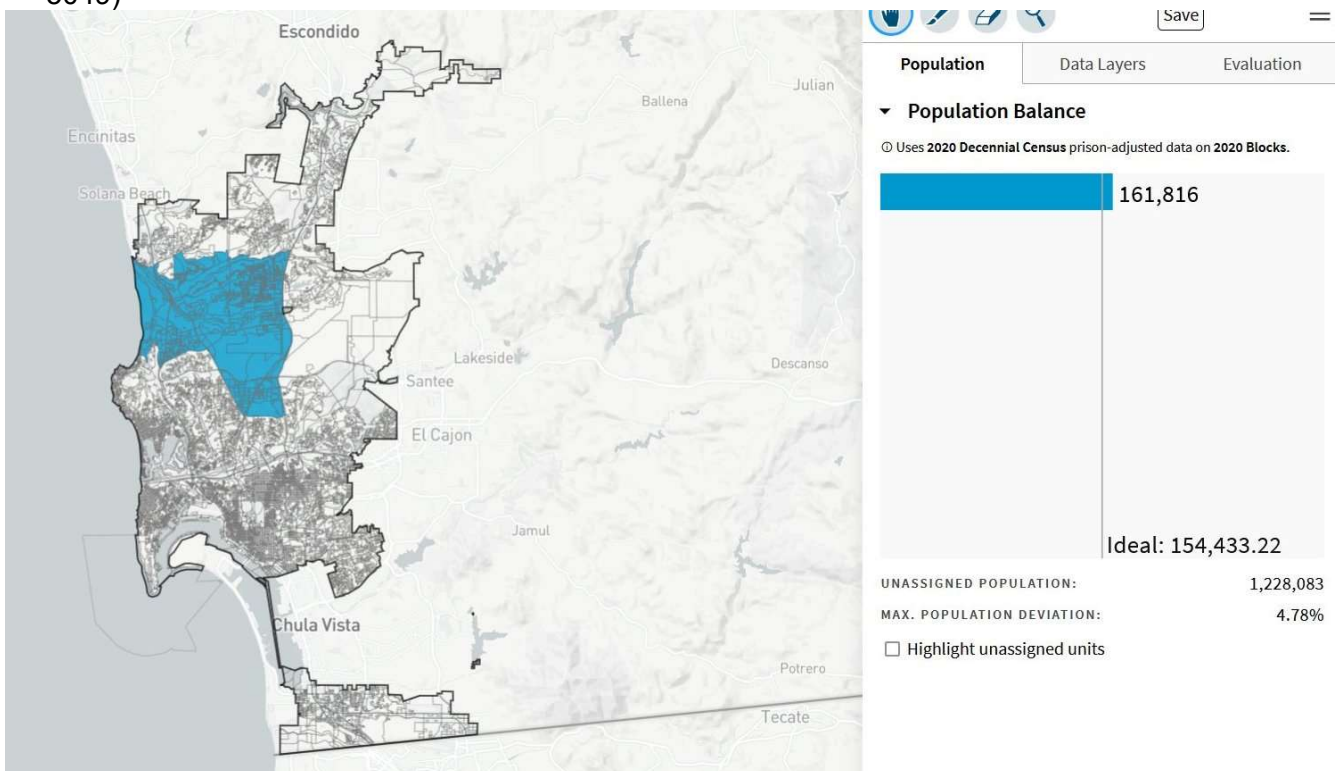 Save
Population Data Layers Evaluation
Population Balance
Uses 2020 Decennial Census prison-adjusted data on 2020 Blocks.
161,816
Ideal: 154,433.22
UNASSIGNED POPULATION: 1,228,083
MAX. POPULATION DEVIATION: 4.78%
Highlight unassigned units
Escondido
Julian
Ballena
Encinitas
Solana Beach
Lakeside
Descanso
Santee
El Cajon
Jamul
Chula Vista
Potrero
Tecate